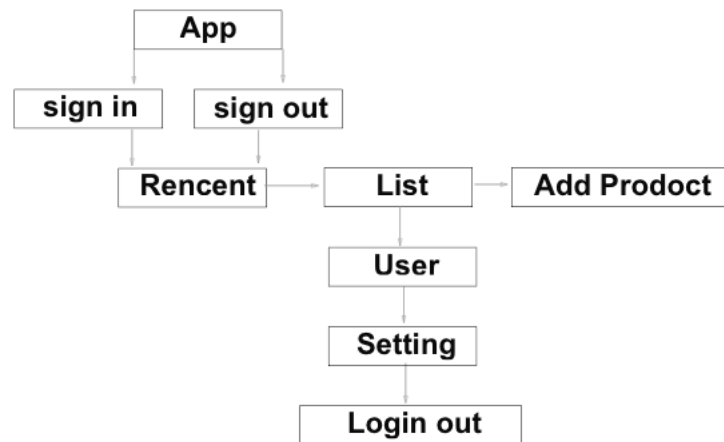 App
sign in
sign out
Rencent
List
Add Prodoct
User
Setting
Login out